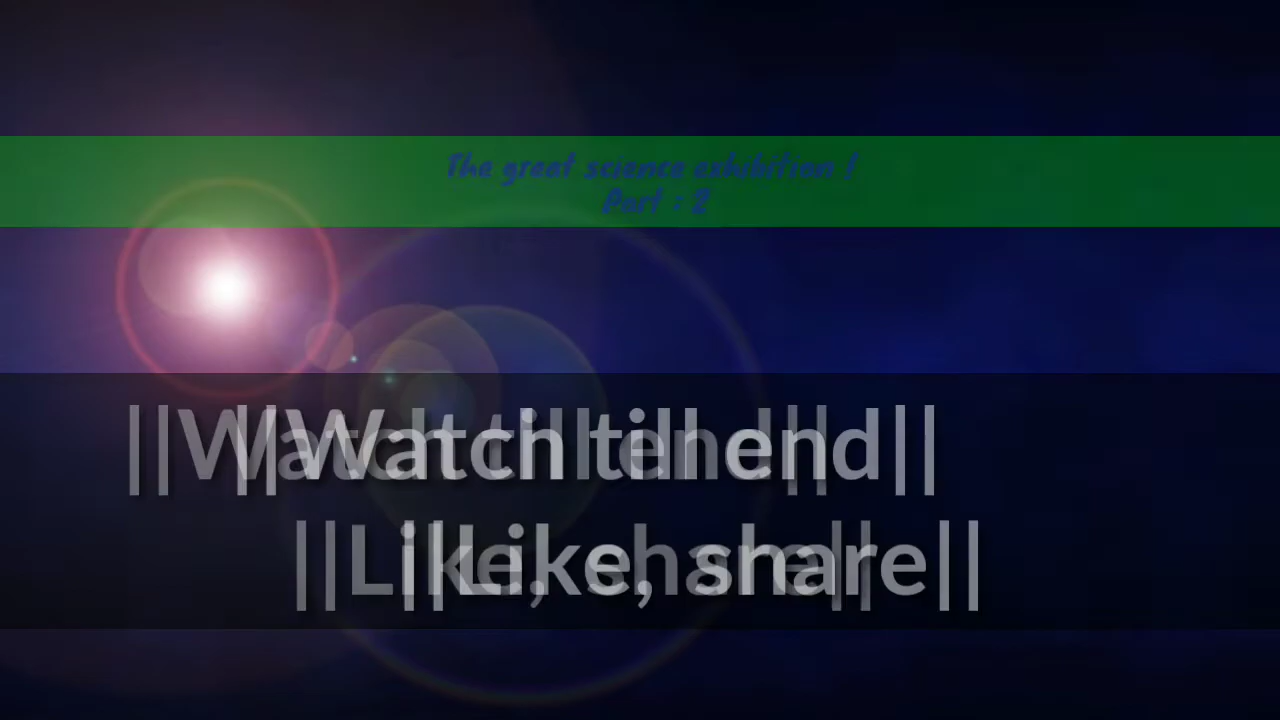 The great science exhibition !
Part : 2
||Watch till end||
||Like, share||